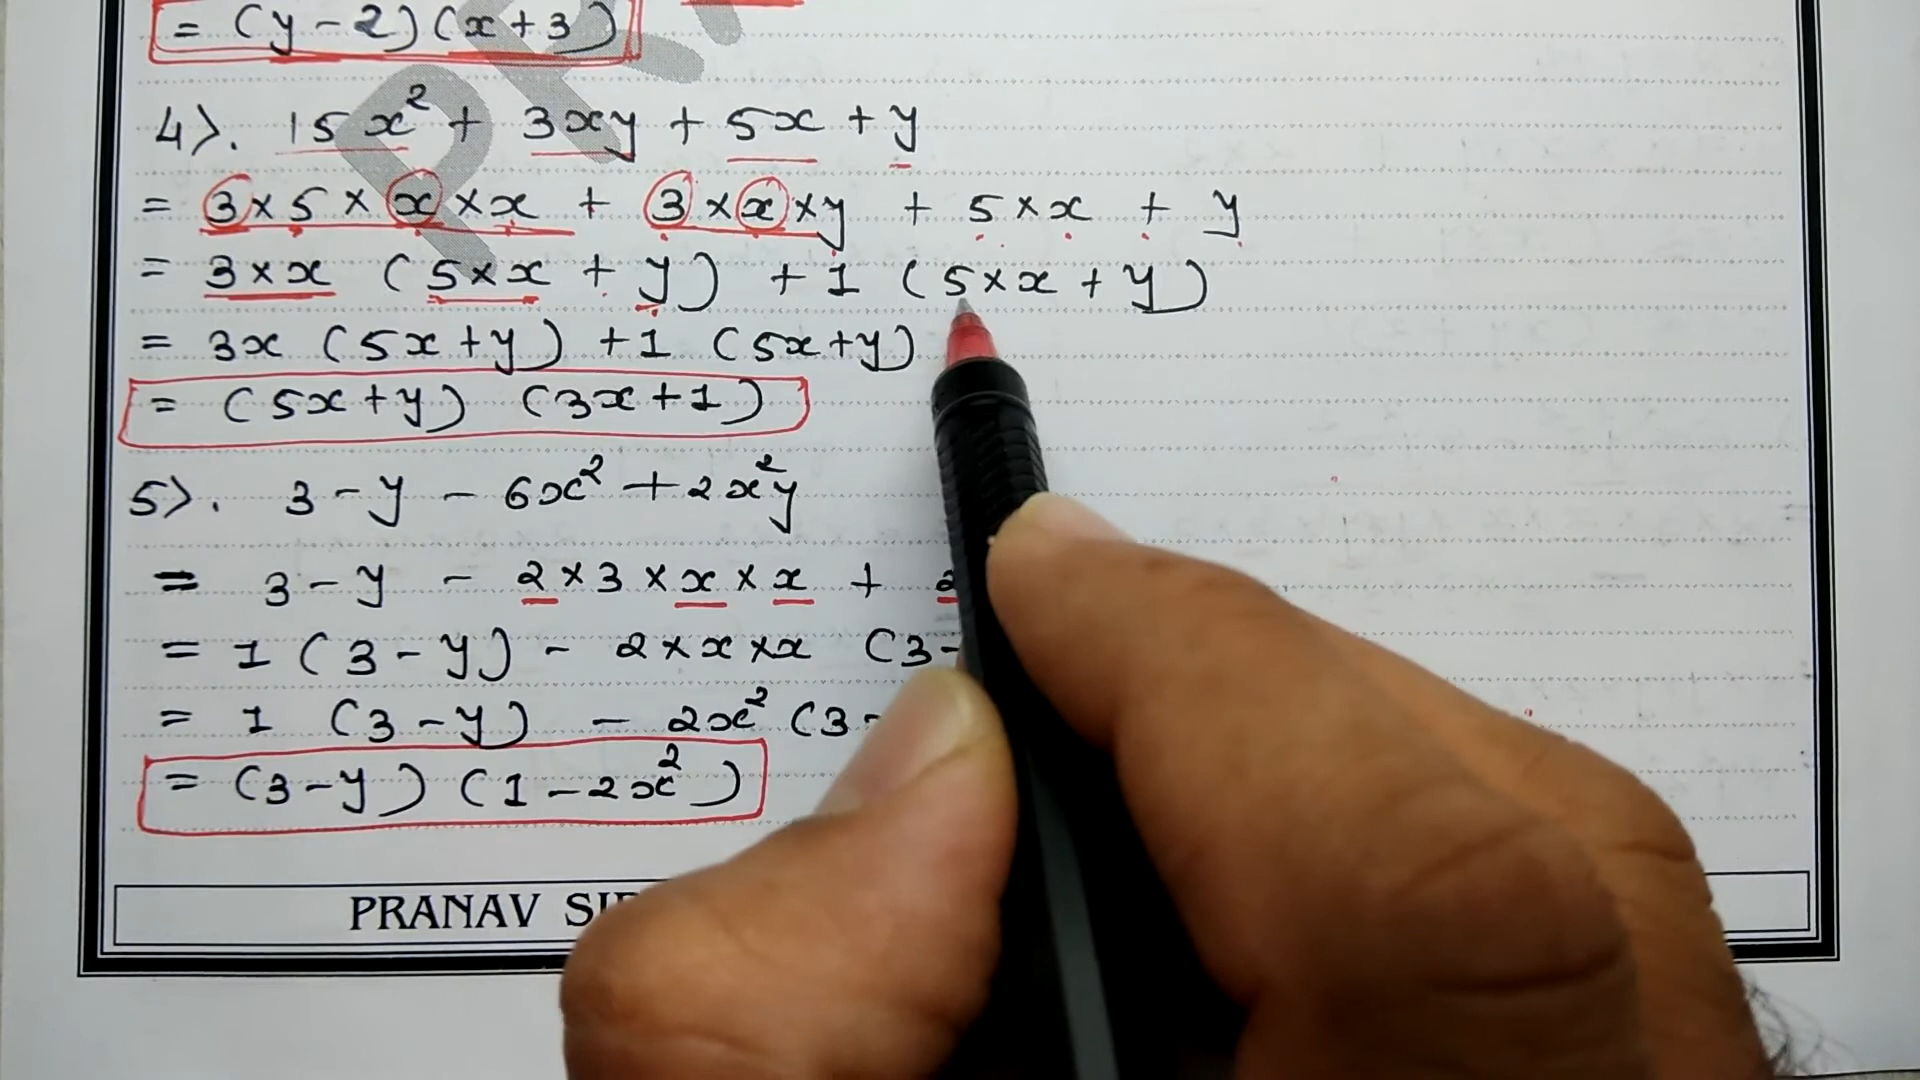 = (y - 2) (x + 3)
4). 15x² + 3xy + 5x + y
= 3 × 5 × x × x + 3 × x × y + 5 × x + y
= 3 × x (5 × x + y) + 1 (5 × x + y)
= 3x (5x + y) + 1 (5x + y)
= (5x + y) (3x + 1)
5). 3 - y - 6x² + 2x²y
= 3 - y - 2 × 3 × x × x + 2
= 1 (3 - y) - 2 × x × x (3 -
= 1 (3 - y) - 2x² (3 -
= (3 - y) (1 - 2x²)
PRANAV